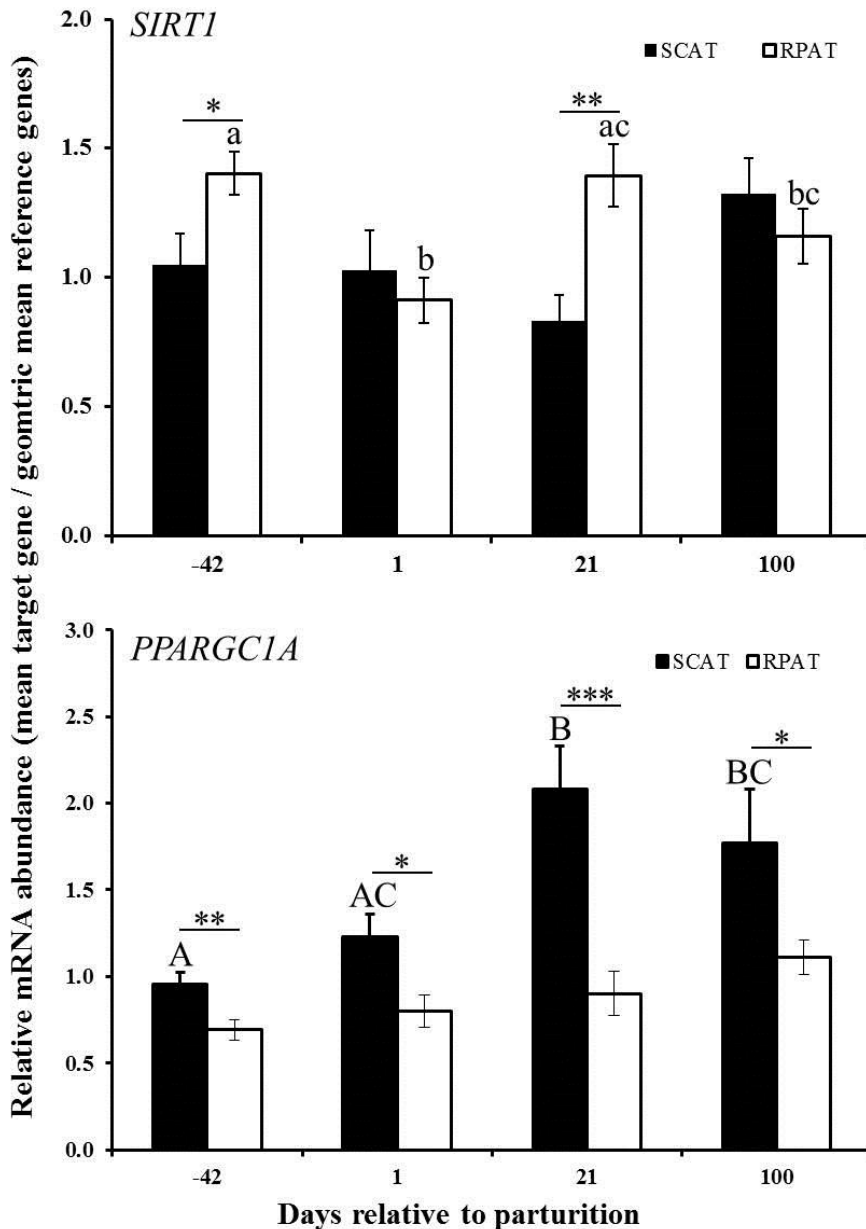 Relative mRNA abundance (mean target gene / geomtric mean reference genes)
2.0
SIRT1
SCAT RPAT
* **
a ac
1.5
bc
b
1.0
0.5
0.0
-42 1 21 100
3.0
PPARGC1A
SCAT RPAT
***
2.5
B *
BC
2.0
*
1.5
** AC
A
1.0
0.5
0.0
-42 1 21 100
Days relative to parturition